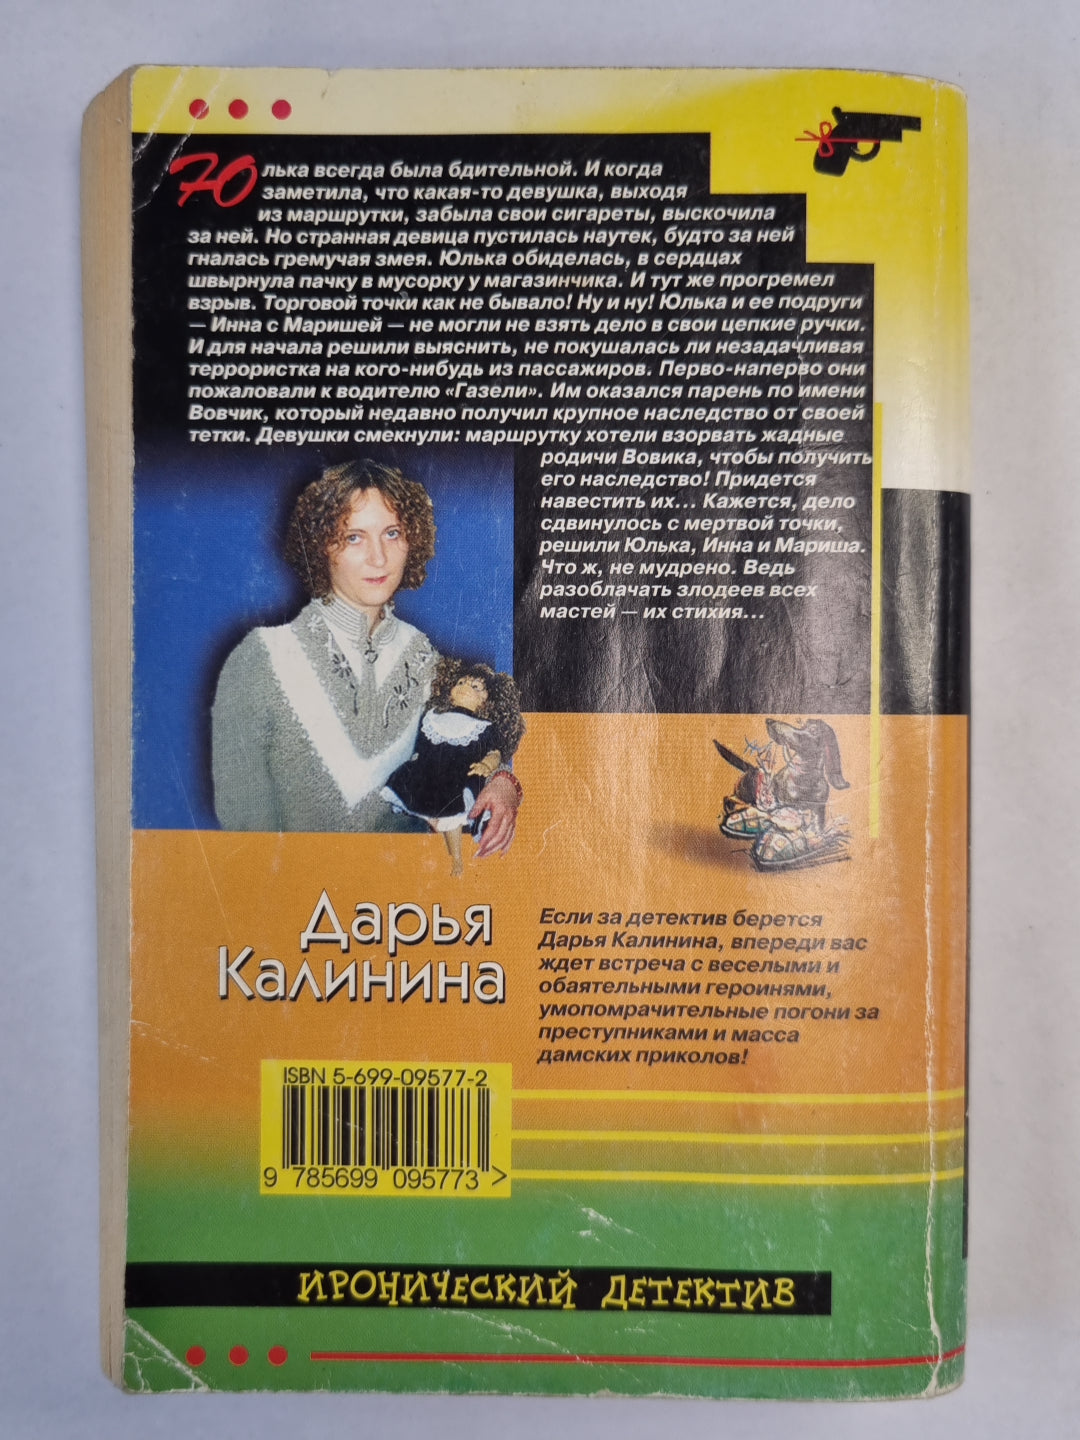 Юлька всегда была бдительной. И когда
заметила, что какая-то девушка, выходя
из маршрутки, забыла свои сигареты, выскочила
за ней. Но странная девица пустилась наутек, будто за ней
гналась гремучая змея. Юлька обиделась, в сердцах
швырнула пачку в мусорку у магазинчика. И тут же прогремел
взрыв. Торговой точки как не бывало! Ну и ну! Юлька и ее подруги
— Инна с Маришей — не могли не взять дело в свои цепкие ручки.
И для начала решили выяснить, не покушалась ли незадачливая
террористка на кого-нибудь из пассажиров. Перво-наперво они
пожаловали к водителю «Газели». Им оказался парень по имени
Вовчик, который недавно получил крупное наследство от своей
тетки. Девушки смекнули: маршрутку хотели взорвать жадные
родичи Вовика, чтобы получить
его наследство! Придется
навестить их... Кажется, дело
сдвинулось с мертвой точки,
решили Юлька, Инна и Мариша.
Что ж, не мудрено. Ведь
разоблачать злодеев всех
мастей — их стихия...
Дарья
Калинина
Если за детектив берется
Дарья Калинина, впереди вас
ждет встреча с веселыми и
обаятельными героинями,
умопомрачительные погони за
преступниками и масса
дамских приколов!
ISBN 5-699-09577-2
9 785699 095773 >
ИРОНИЧЕСКИЙ ДЕТЕКТИВ